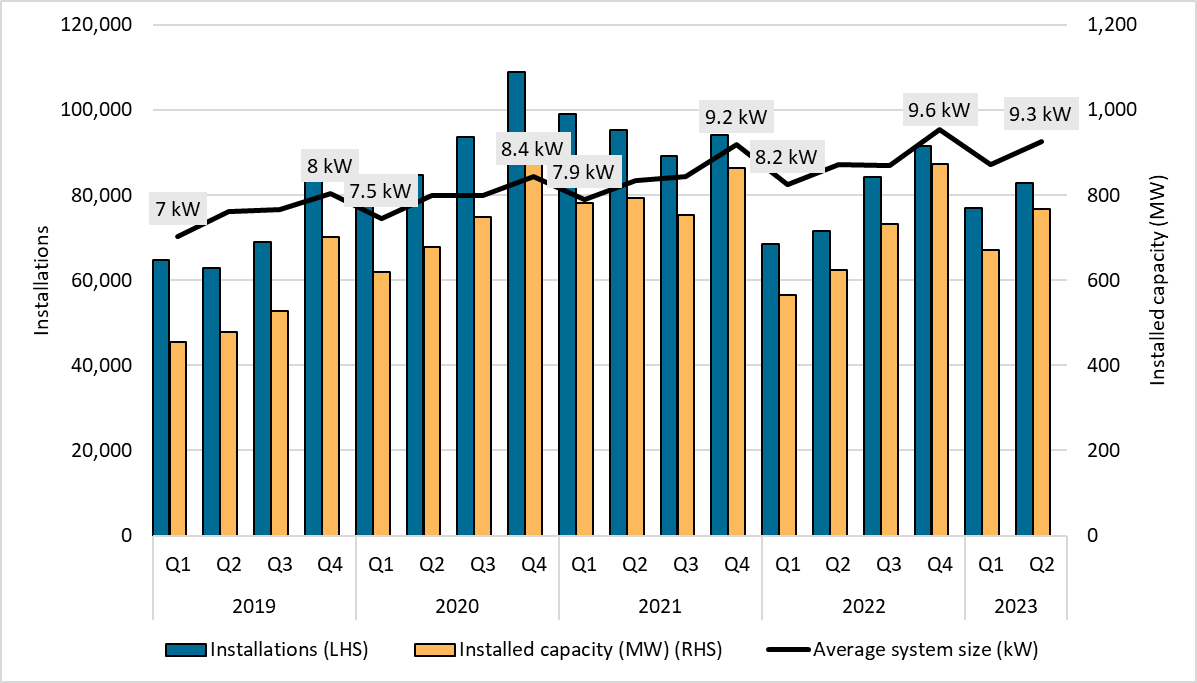 120,000
100,000
80,000
60,000
40,000
20,000
0
Installations
1,200
1,000
800
600
400
200
0
Installed capacity (MW)
7 kW
8 kW
7.5 kW
8.4 kW
7.9 kW
9.2 kW
8.2 kW
9.6 kW
9.3 kW
Q1 Q2 Q3 Q4 Q1 Q2 Q3 Q4 Q1 Q2 Q3 Q4 Q1 Q2 Q3 Q4 Q1 Q2
2019 2020 2021 2022 2023
Installations (LHS) Installed capacity (MW) (RHS) Average system size (kW)